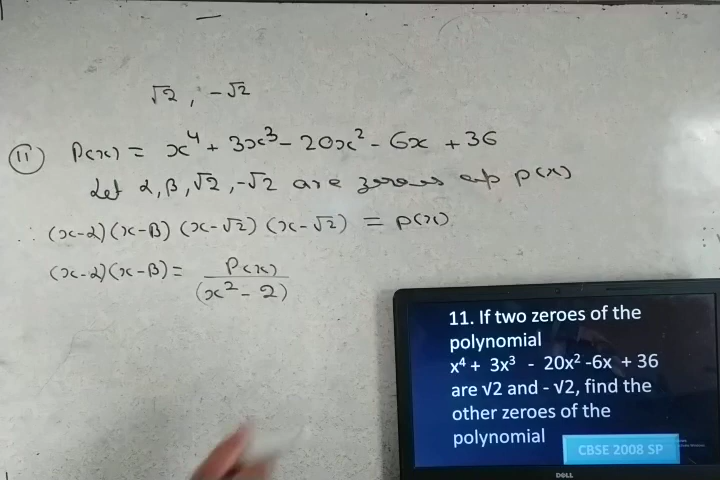 √2 , -√2
11 P(x) = x⁴ + 3x³ - 20x² - 6x + 36
Let α, β, √2, -√2 are zeroes of P(x)
∴ (x-α) (x-β) (x-√2) (x-√2) = P(x)
(x-α) (x-β) = P(x) / (x² - 2)
11. If two zeroes of the
polynomial
x⁴ + 3x³ - 20x² -6x + 36
are √2 and - √2, find the
other zeroes of the
polynomial
CBSE 2008 SP
DELL